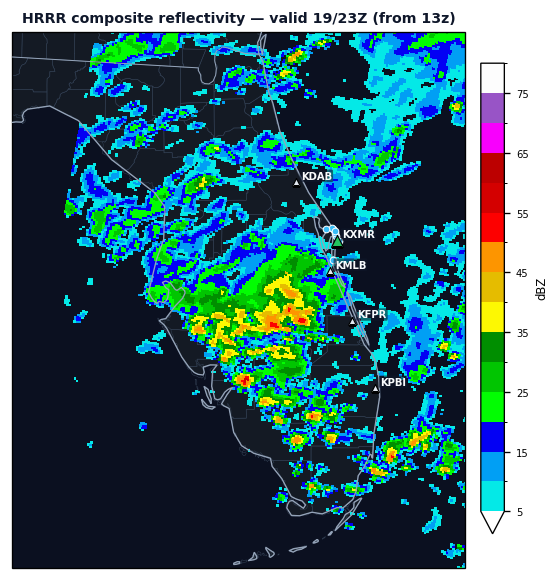 HRRR composite reflectivity — valid 19/23Z (from 13z)
KDAB
KXMR
KMLB
KFPR
KPBI
75
65
55
45
35
25
15
5
dBZ